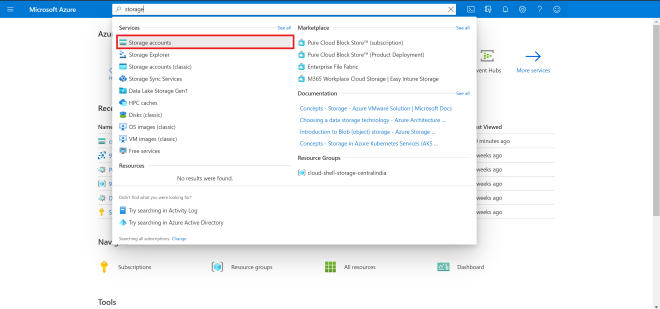 Microsoft Azure
storage
Azu
Services
See all
Storage accounts
Storage Explorer
Storage accounts (classic)
Storage Sync Services
Data Lake Storage Gen1
HPC caches
Disks (classic)
OS images (classic)
VM images (classic)
Free services
Resources
No results were found.
Marketplace
See all
Pure Cloud Block Store™ (subscription)
Pure Cloud Block Store™ (Product Deployment)
Enterprise File Fabric
M365 Workplace Cloud Storage | Easy Intune Storage
Documentation
See all
Concepts - Storage - Azure VMware Solution | Microsoft Docs
Choosing a data storage technology - Azure Architecture ...
Introduction to Blob (object) storage - Azure Storage ...
Concepts - Storage in Azure Kubernetes Services (AKS ...
Resource Groups
cloud-shell-storage-centralindia
Didn't find what you were looking for?
Try searching in Activity Log
Try searching in Azure Active Directory
Searching all subscriptions. Change
vent Hubs
More services
Rece
Name
ast Viewed
minutes ago
weeks ago
weeks ago
weeks ago
weeks ago
weeks ago
Navig
Subscriptions
Resource groups
All resources
Dashboard
Tools